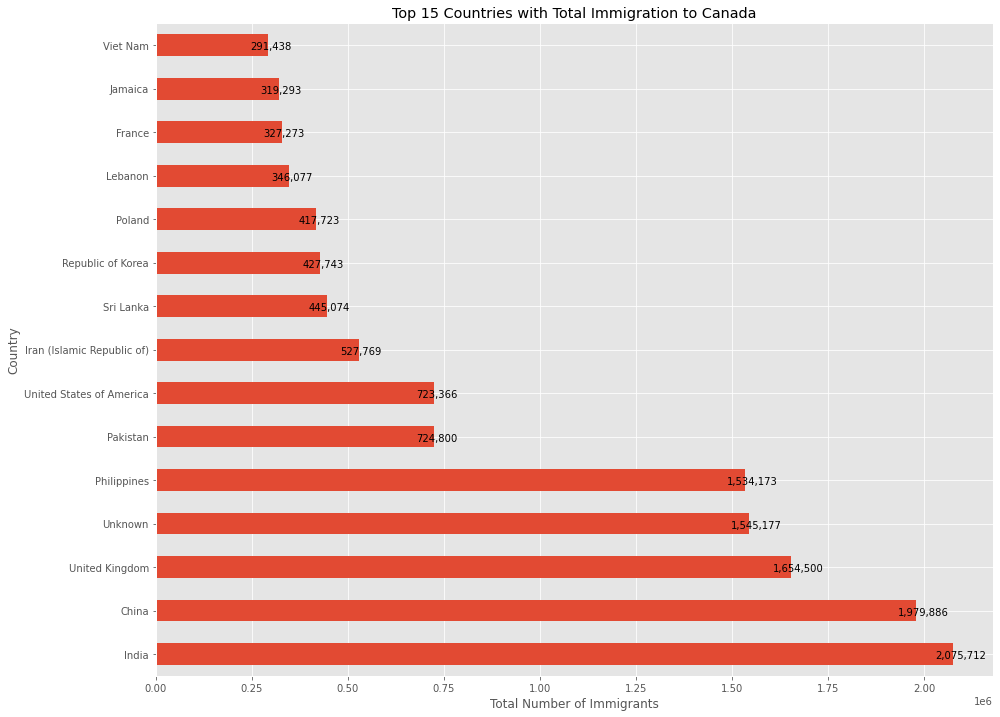 Top 15 Countries with Total Immigration to Canada
Viet Nam 291,438
Jamaica 319,293
France 327,273
Lebanon 346,077
Poland 417,723
Republic of Korea 427,743
Sri Lanka 445,074
Iran (Islamic Republic of) 527,769
United States of America 723,366
Pakistan 724,800
Philippines 1,534,173
Unknown 1,545,177
United Kingdom 1,654,500
China 1,979,886
India 2,075,712
Country
0.00 0.25 0.50 0.75 1.00 1.25 1.50 1.75 2.00
1e6
Total Number of Immigrants